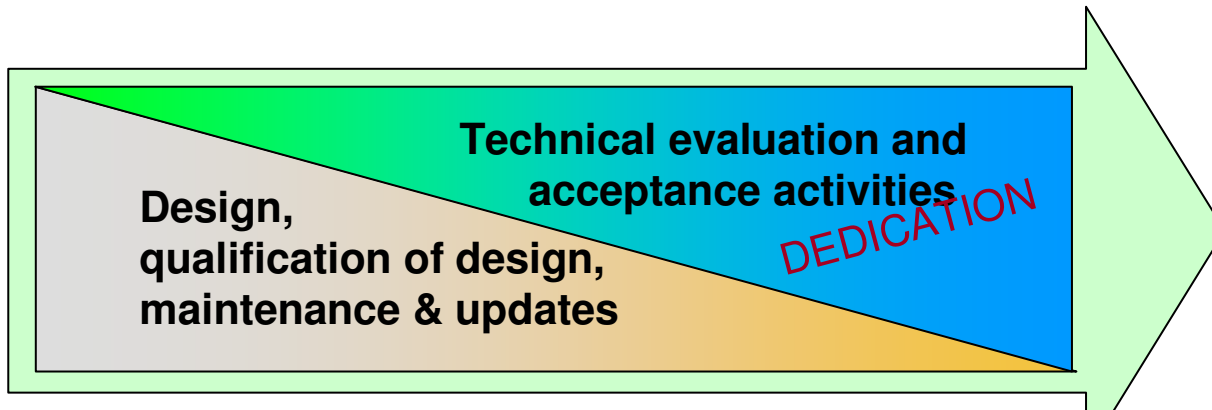 Technical evaluation and
acceptance activities
DEDICATION
Design,
qualification of design,
maintenance & updates